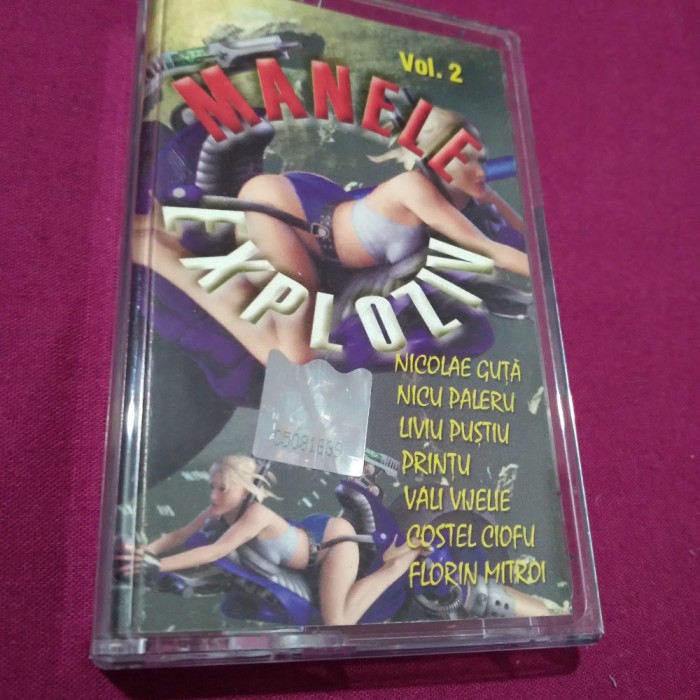 Vol. 2
MANELE
EXPLOZIV
NICOLAE GUȚĂ
NICU PALERU
LIVIU PUȘTIU
PRINȚU
VALI VIJELIE
COSTEL CIOFU
FLORIN MITROI